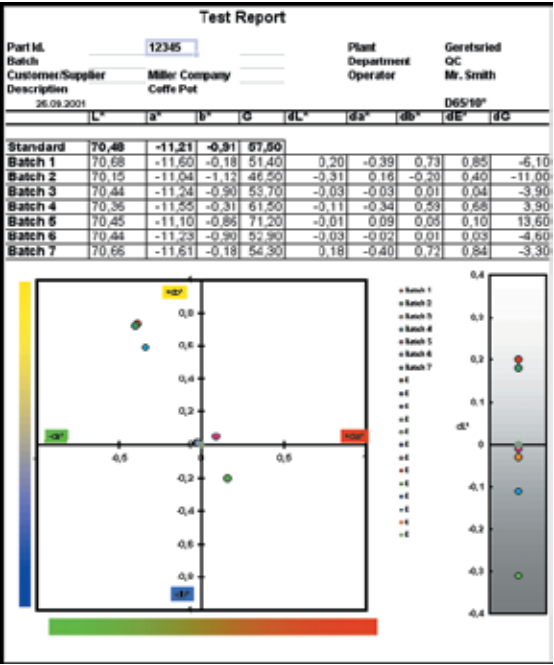 Test Report
Part Id. 12345 Plant Geretsried
Batch Department QC
Customer/Supplier Miller Company Operator Mr. Smith
Description Coffe Pot
26.09.2001 D65/10°
L* a* b* G dL* da* db* dE* dG
Standard 70,48 -11,21 -0,91 57,50
Batch 1 70,68 -11,60 -0,18 51,40 0,20 -0,39 0,73 0,85 -6,10
Batch 2 70,15 -11,04 -1,12 46,50 -0,31 0,16 -0,20 0,40 -11,00
Batch 3 70,44 -11,24 -0,90 53,70 -0,03 -0,03 0,01 0,04 -3,90
Batch 4 70,36 -11,55 -0,31 61,50 -0,11 -0,34 0,59 0,68 3,90
Batch 5 70,45 -11,10 -0,86 71,20 -0,01 0,09 0,05 0,10 13,60
Batch 6 70,44 -11,23 -0,90 52,90 -0,03 -0,02 0,01 0,03 -4,60
Batch 7 70,66 -11,61 -0,18 54,30 0,18 -0,40 0,72 0,84 -3,30
+db*
0,8
0,6
0,4
0,2
-da* 0 +da*
-0,5 0,5
-0,2
-0,4
-0,6
-0,8
-db*
Batch 1
Batch 2
Batch 3
Batch 4
Batch 5
Batch 6
Batch 7
0,4
0,3
0,2
0,1
dL*
0
-0,1
-0,2
-0,3
-0,4